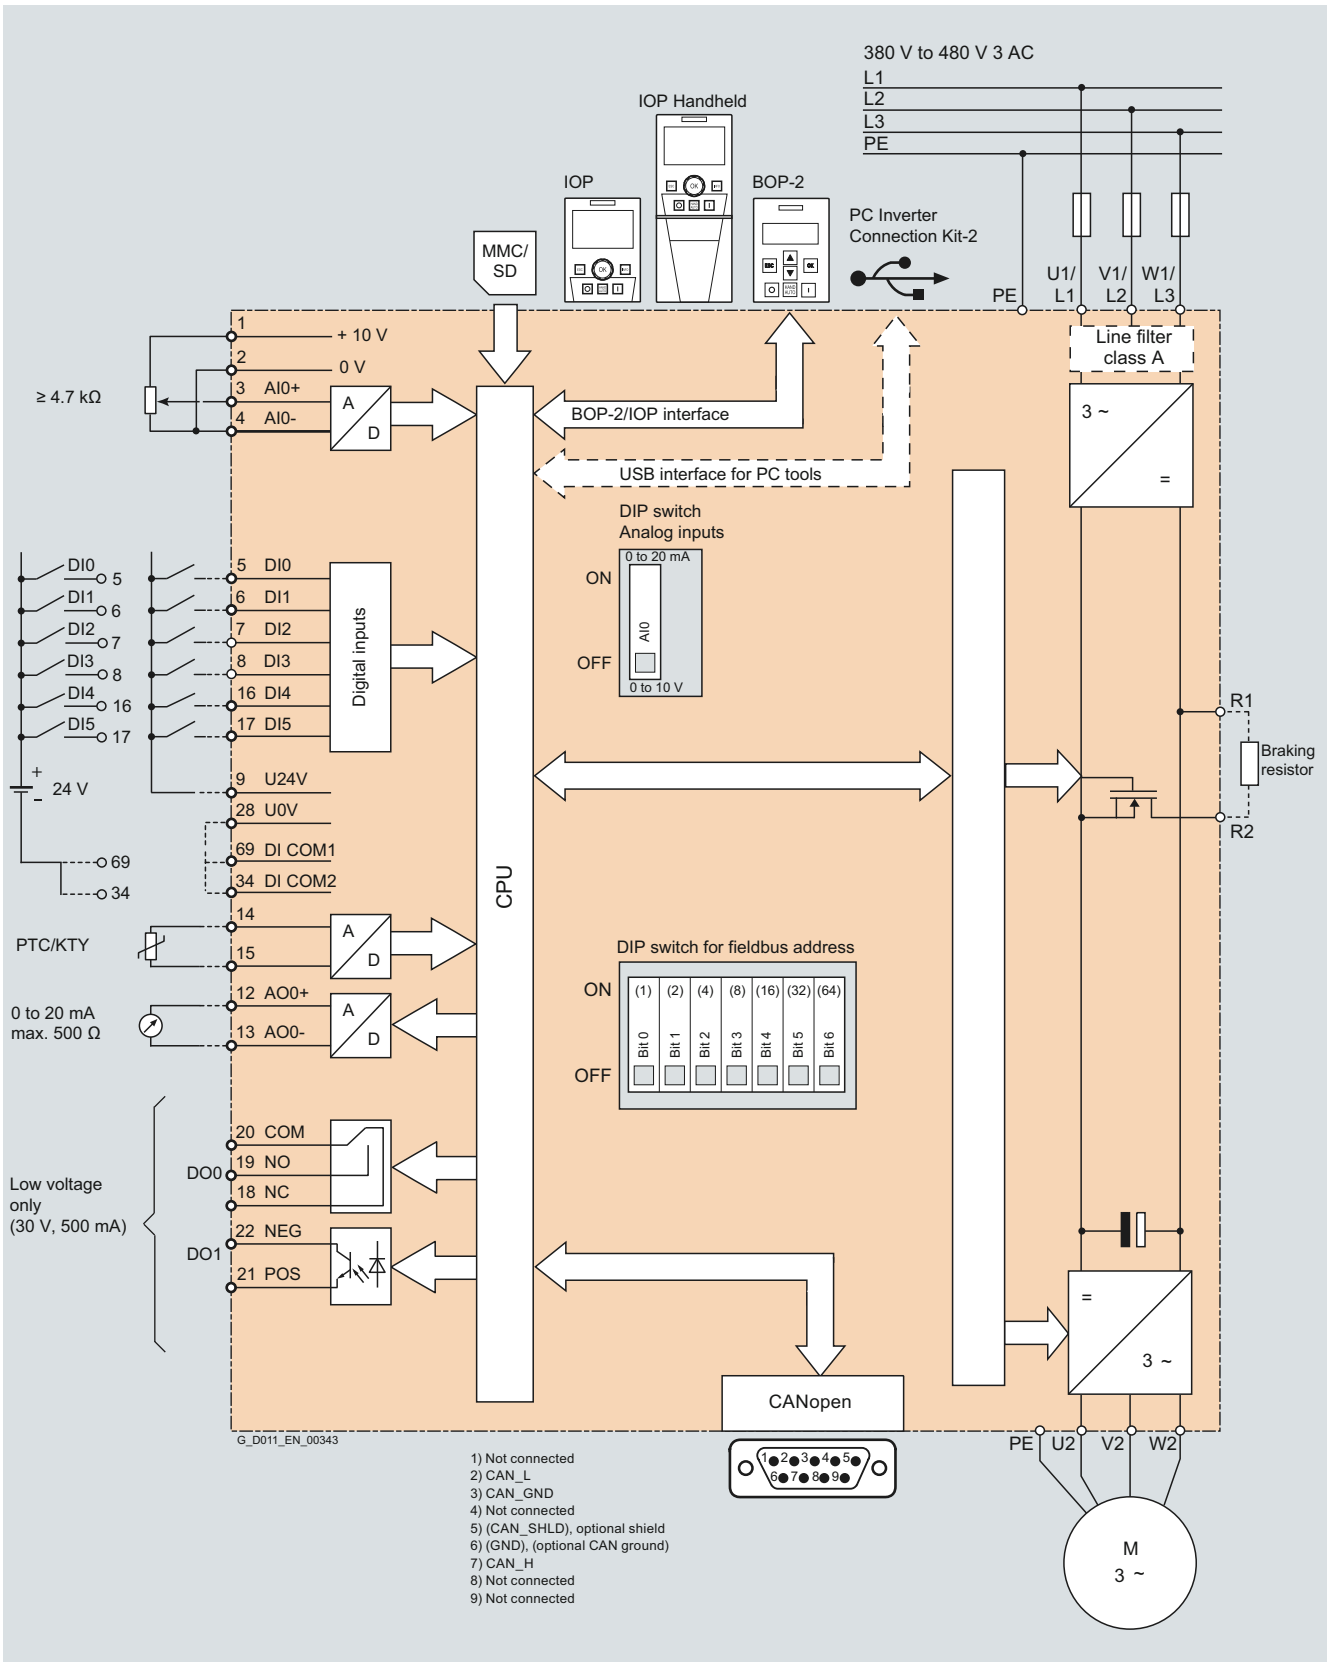 380 V to 480 V 3 AC
L1
L2
L3
PE
IOP Handheld
IOP
BOP-2
PC Inverter
Connection Kit-2
MMC/
SD
OK
OK
ESC
OK
HAND
AUTO
PE
U1/
L1
V1/
L2
W1/
L3
Line filter
class A
3 ~
=
1
+ 10 V
2
0 V
3 AI0+
4 AI0-
≥ 4.7 kΩ
A
D
BOP-2/IOP interface
USB interface for PC tools
DIP switch
Analog inputs
0 to 20 mA
ON
AI0
OFF
0 to 10 V
DI0
5
DI1
6
DI2
7
DI3
8
DI4
16
DI5
17
5 DI0
6 DI1
7 DI2
8 DI3
16 DI4
17 DI5
Digital inputs
+
24 V
–
9 U24V
28 U0V
69 DI COM1
34 DI COM2
69
34
CPU
R1
Braking
resistor
R2
PTC/KTY
14
15
A
D
0 to 20 mA
max. 500 Ω
12 AO0+
13 AO0-
A
D
DIP switch for fieldbus address
ON
(1) (2) (4) (8) (16) (32) (64)
Bit 0 Bit 1 Bit 2 Bit 3 Bit 4 Bit 5 Bit 6
OFF
Low voltage
only
(30 V, 500 mA)
DO0
20 COM
19 NO
18 NC
DO1
22 NEG
21 POS
=
3 ~
CANopen
G_D011_EN_00343
PE U2 V2 W2
1 2 3 4 5
6 7 8 9
1) Not connected
2) CAN_L
3) CAN_GND
4) Not connected
5) (CAN_SHLD), optional shield
6) (GND), (optional CAN ground)
7) CAN_H
8) Not connected
9) Not connected
M
3 ~